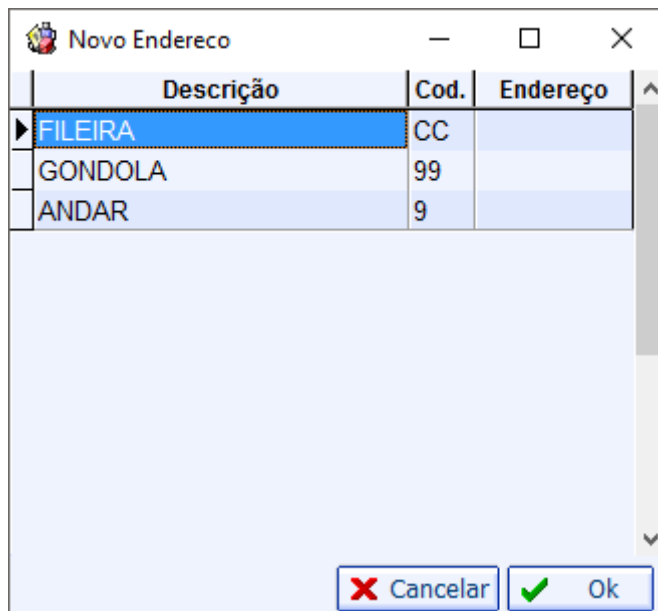 Novo Endereco
Descrição Cod. Endereço
FILEIRA CC
GONDOLA 99
ANDAR 9
Cancelar Ok